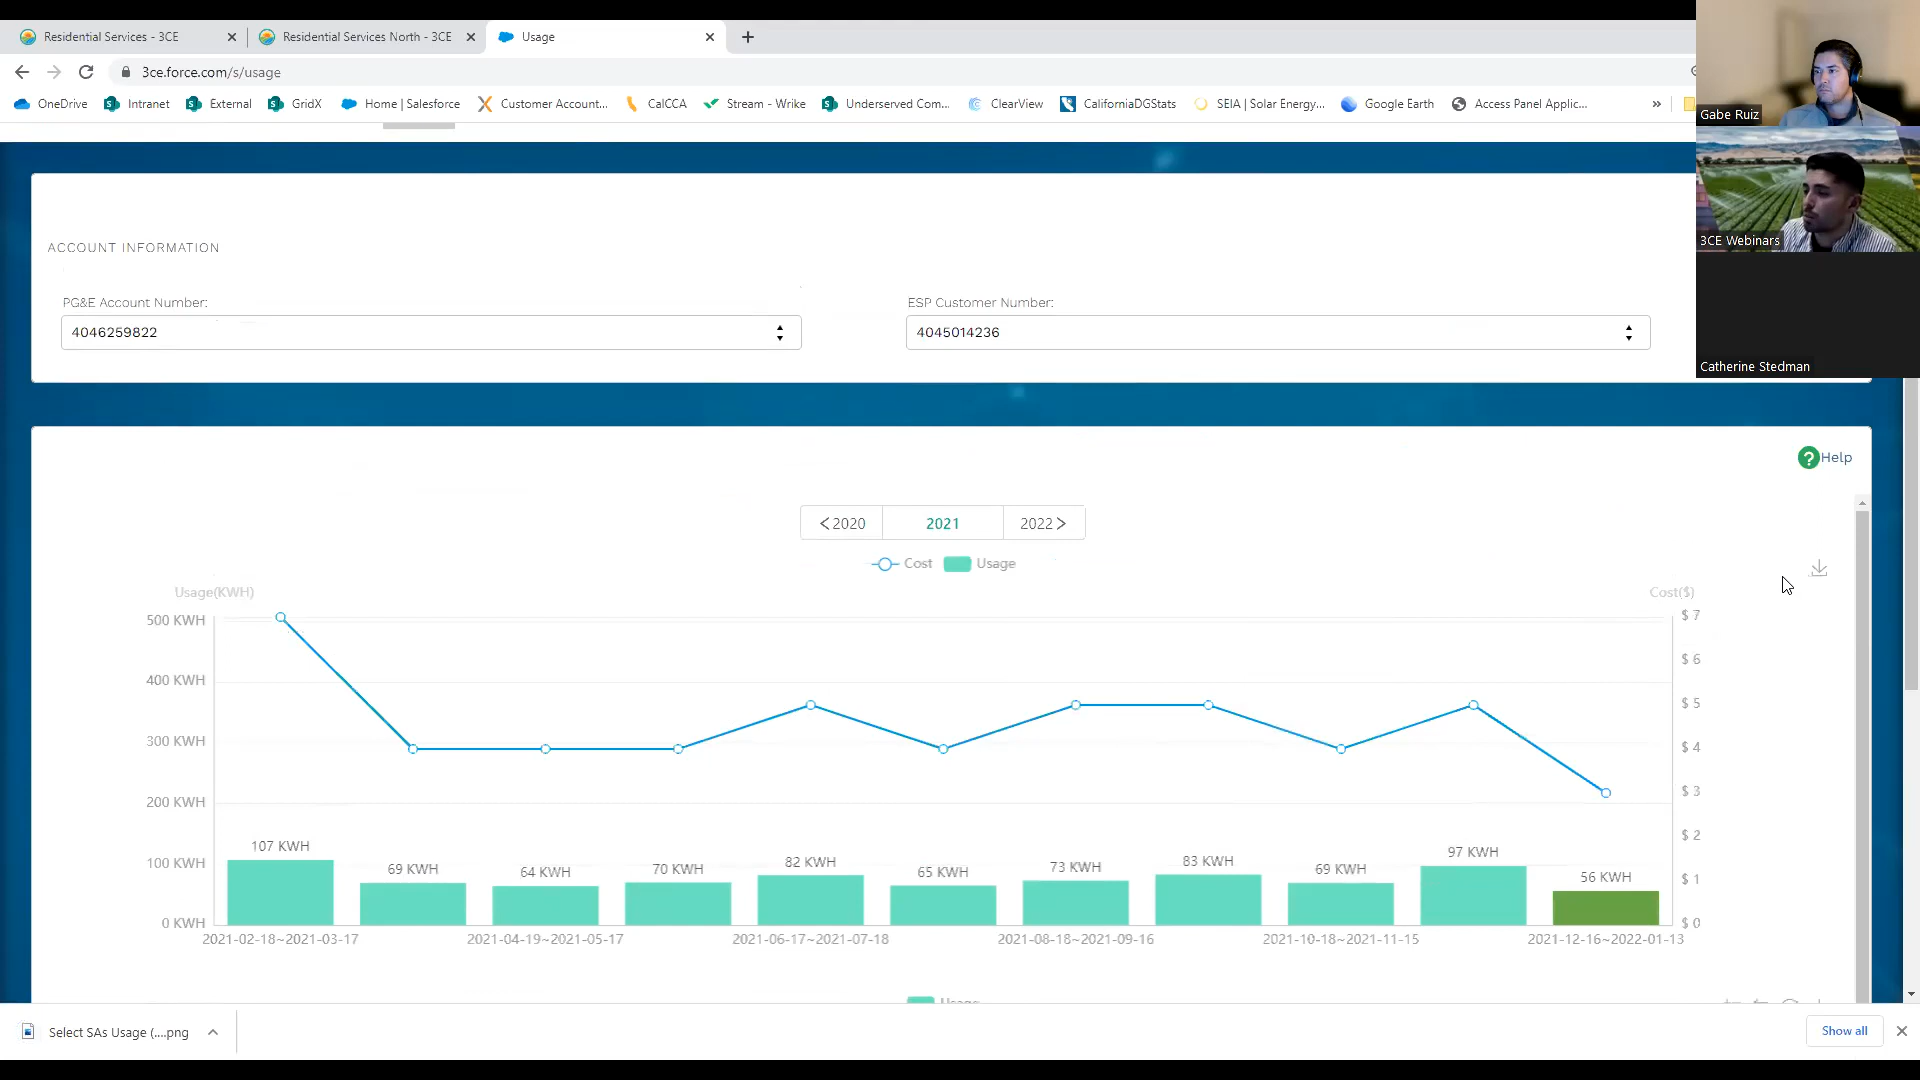 Residential Services - 3CE
Residential Services North - 3CE
Usage
3ce.force.com/s/usage
OneDrive
Intranet
External
GridX
Home | Salesforce
Customer Account...
CalCCA
Stream - Wrike
Underserved Com...
ClearView
CaliforniaDGStats
SEIA | Solar Energy,...
Google Earth
Access Panel Applic...
Gabe Ruiz
3CE Webinars
Catherine Stedman
ACCOUNT INFORMATION
PG&E Account Number:
ESP Customer Number:
4046259822
4045014236
? Help
<2020
2021
2022>
Cost
Usage
Usage(KWH)
Cost($)
500 KWH
400 KWH
300 KWH
200 KWH
100 KWH
0 KWH
$ 7
$ 6
$ 5
$ 4
$ 3
$ 2
$ 1
$ 0
107 KWH
69 KWH
64 KWH
70 KWH
82 KWH
65 KWH
73 KWH
83 KWH
69 KWH
97 KWH
56 KWH
2021-02-18~2021-03-17
2021-04-19~2021-05-17
2021-06-17~2021-07-18
2021-08-18~2021-09-16
2021-10-18~2021-11-15
2021-12-16~2022-01-13
Select SAs Usage (....png
Show all